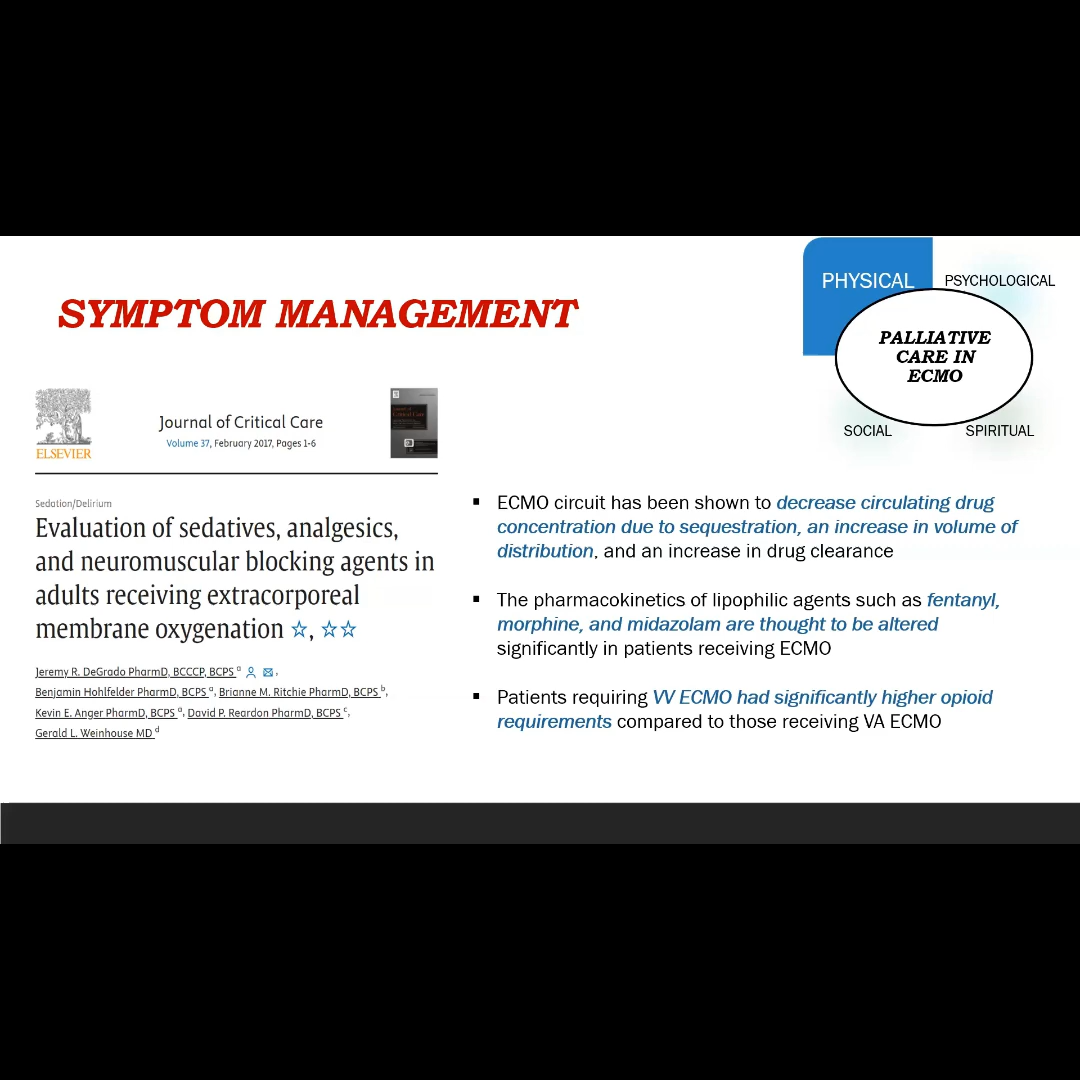 SYMPTOM MANAGEMENT
PHYSICAL
PSYCHOLOGICAL
PALLIATIVE
CARE IN
ECMO
SOCIAL
SPIRITUAL
ELSEVIER
Journal of Critical Care
Volume 37, February 2017, Pages 1-6
Sedation/Delirium
Evaluation of sedatives, analgesics,
and neuromuscular blocking agents in
adults receiving extracorporeal
membrane oxygenation ☆, ☆☆
Jeremy R. DeGrado PharmD, BCCCP, BCPS a ,
Benjamin Hohlfelder PharmD, BCPS a, Brianne M. Ritchie PharmD, BCPS b,
Kevin E. Anger PharmD, BCPS a, David P. Reardon PharmD, BCPS c,
Gerald L. Weinhouse MD d
▪ ECMO circuit has been shown to decrease circulating drug
concentration due to sequestration, an increase in volume of
distribution, and an increase in drug clearance
▪ The pharmacokinetics of lipophilic agents such as fentanyl,
morphine, and midazolam are thought to be altered
significantly in patients receiving ECMO
▪ Patients requiring VV ECMO had significantly higher opioid
requirements compared to those receiving VA ECMO